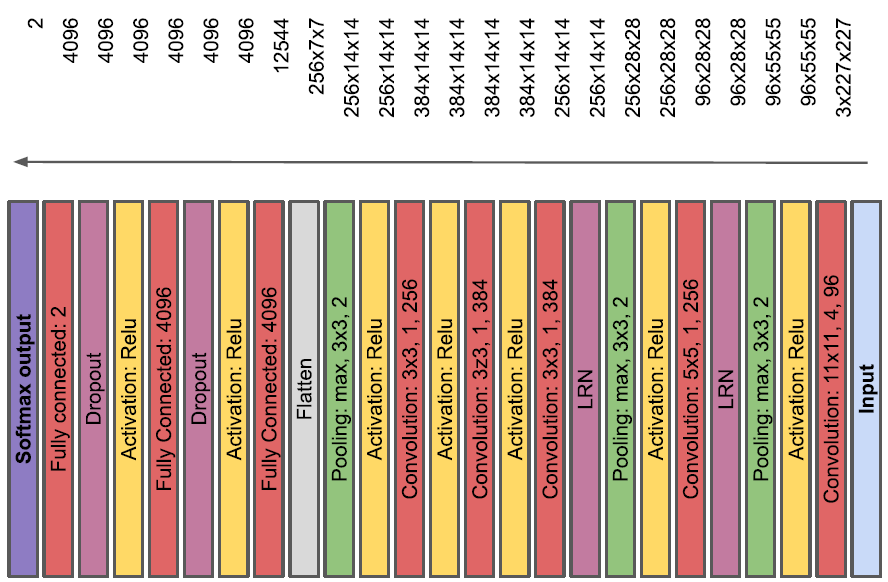 2
4096
4096
4096
4096
4096
4096
12544
256x7x7
256x14x14
256x14x14
384x14x14
384x14x14
384x14x14
384x14x14
256x14x14
256x14x14
256x28x28
256x28x28
96x28x28
96x28x28
96x55x55
96x55x55
3x227x227
Softmax output
Fully connected: 2
Dropout
Activation: Relu
Fully Connected: 4096
Dropout
Activation: Relu
Fully Connected: 4096
Flatten
Pooling: max, 3x3, 2
Activation: Relu
Convolution: 3x3, 1, 256
Activation: Relu
Convolution: 3z3, 1, 384
Activation: Relu
Convolution: 3x3, 1, 384
LRN
Pooling: max, 3x3, 2
Activation: Relu
Convolution: 5x5, 1, 256
LRN
Pooling: max, 3x3, 2
Activation: Relu
Convolution: 11x11, 4, 96
Input